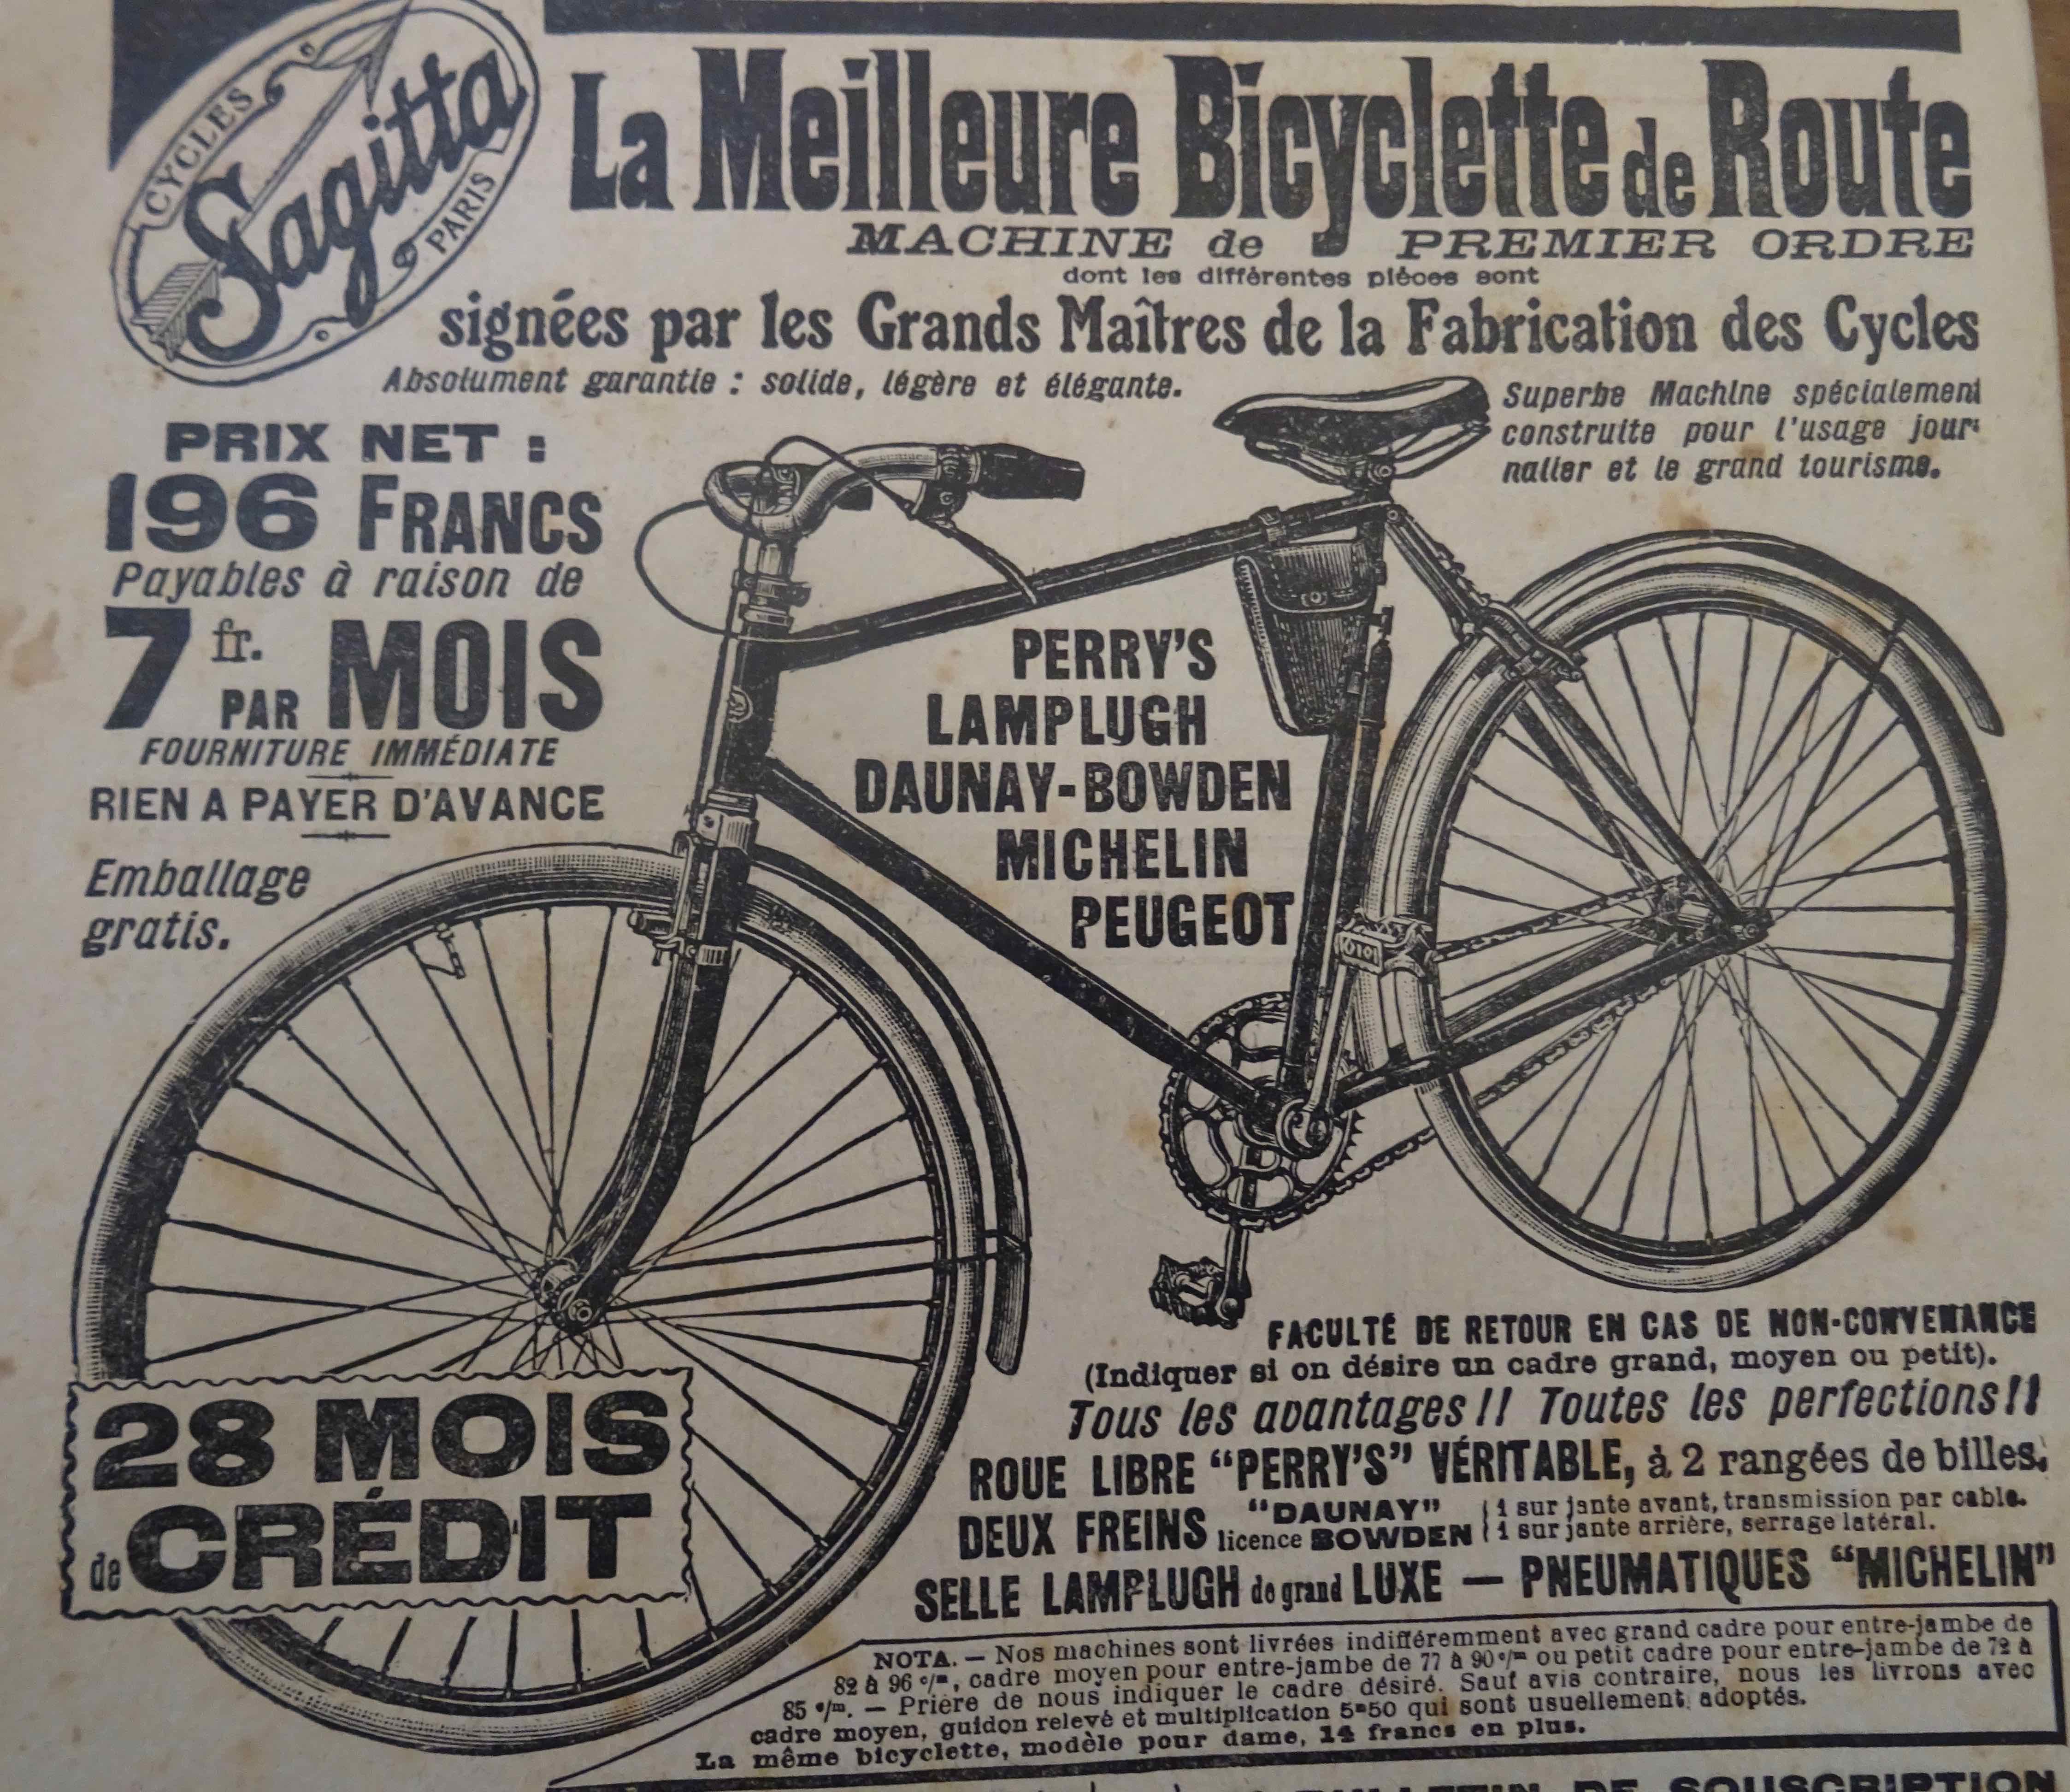 CYCLES
Sagitta
PARIS
La Meilleure Bicyclette de Route
MACHINE de PREMIER ORDRE
dont les différentes pièces sont
signées par les Grands Maîtres de la Fabrication des Cycles
Absolument garantie : solide, légère et élégante.
Superbe Machine spécialement
construite pour l'usage jour-
nalier et le grand tourisme.
PRIX NET :
196 FRANCS
Payables à raison de
7 fr. PAR MOIS
FOURNITURE IMMÉDIATE
RIEN A PAYER D'AVANCE
Emballage
gratis.
PERRY'S
LAMPLUGH
DAUNAY-BOWDEN
MICHELIN
PEUGEOT
28 MOIS
de CRÉDIT
FACULTÉ DE RETOUR EN CAS DE NON-CONVENANCE
(Indiquer si on désire un cadre grand, moyen ou petit).
Tous les avantages !! Toutes les perfections !!
ROUE LIBRE "PERRY'S" VÉRITABLE, à 2 rangées de billes.
DEUX FREINS "DAUNAY" licence BOWDEN
1 sur jante avant, transmission par cable.
1 sur jante arrière, serrage latéral.
SELLE LAMPLUGH de grand LUXE — PNEUMATIQUES "MICHELIN"
NOTA. — Nos machines sont livrées indifféremment avec grand cadre pour entre-jambe de
82 à 96 c/m, cadre moyen pour entre-jambe de 77 à 90 c/m ou petit cadre pour entre-jambe de 72 à
85 c/m. — Prière de nous indiquer le cadre désiré. Sauf avis contraire, nous les livrons avec
cadre moyen, guidon relevé et multiplication 5m50 qui sont usuellement adoptés.
La même bicyclette, modèle pour dame, 14 francs en plus.
BULLETIN DE SOUSCRIPTION